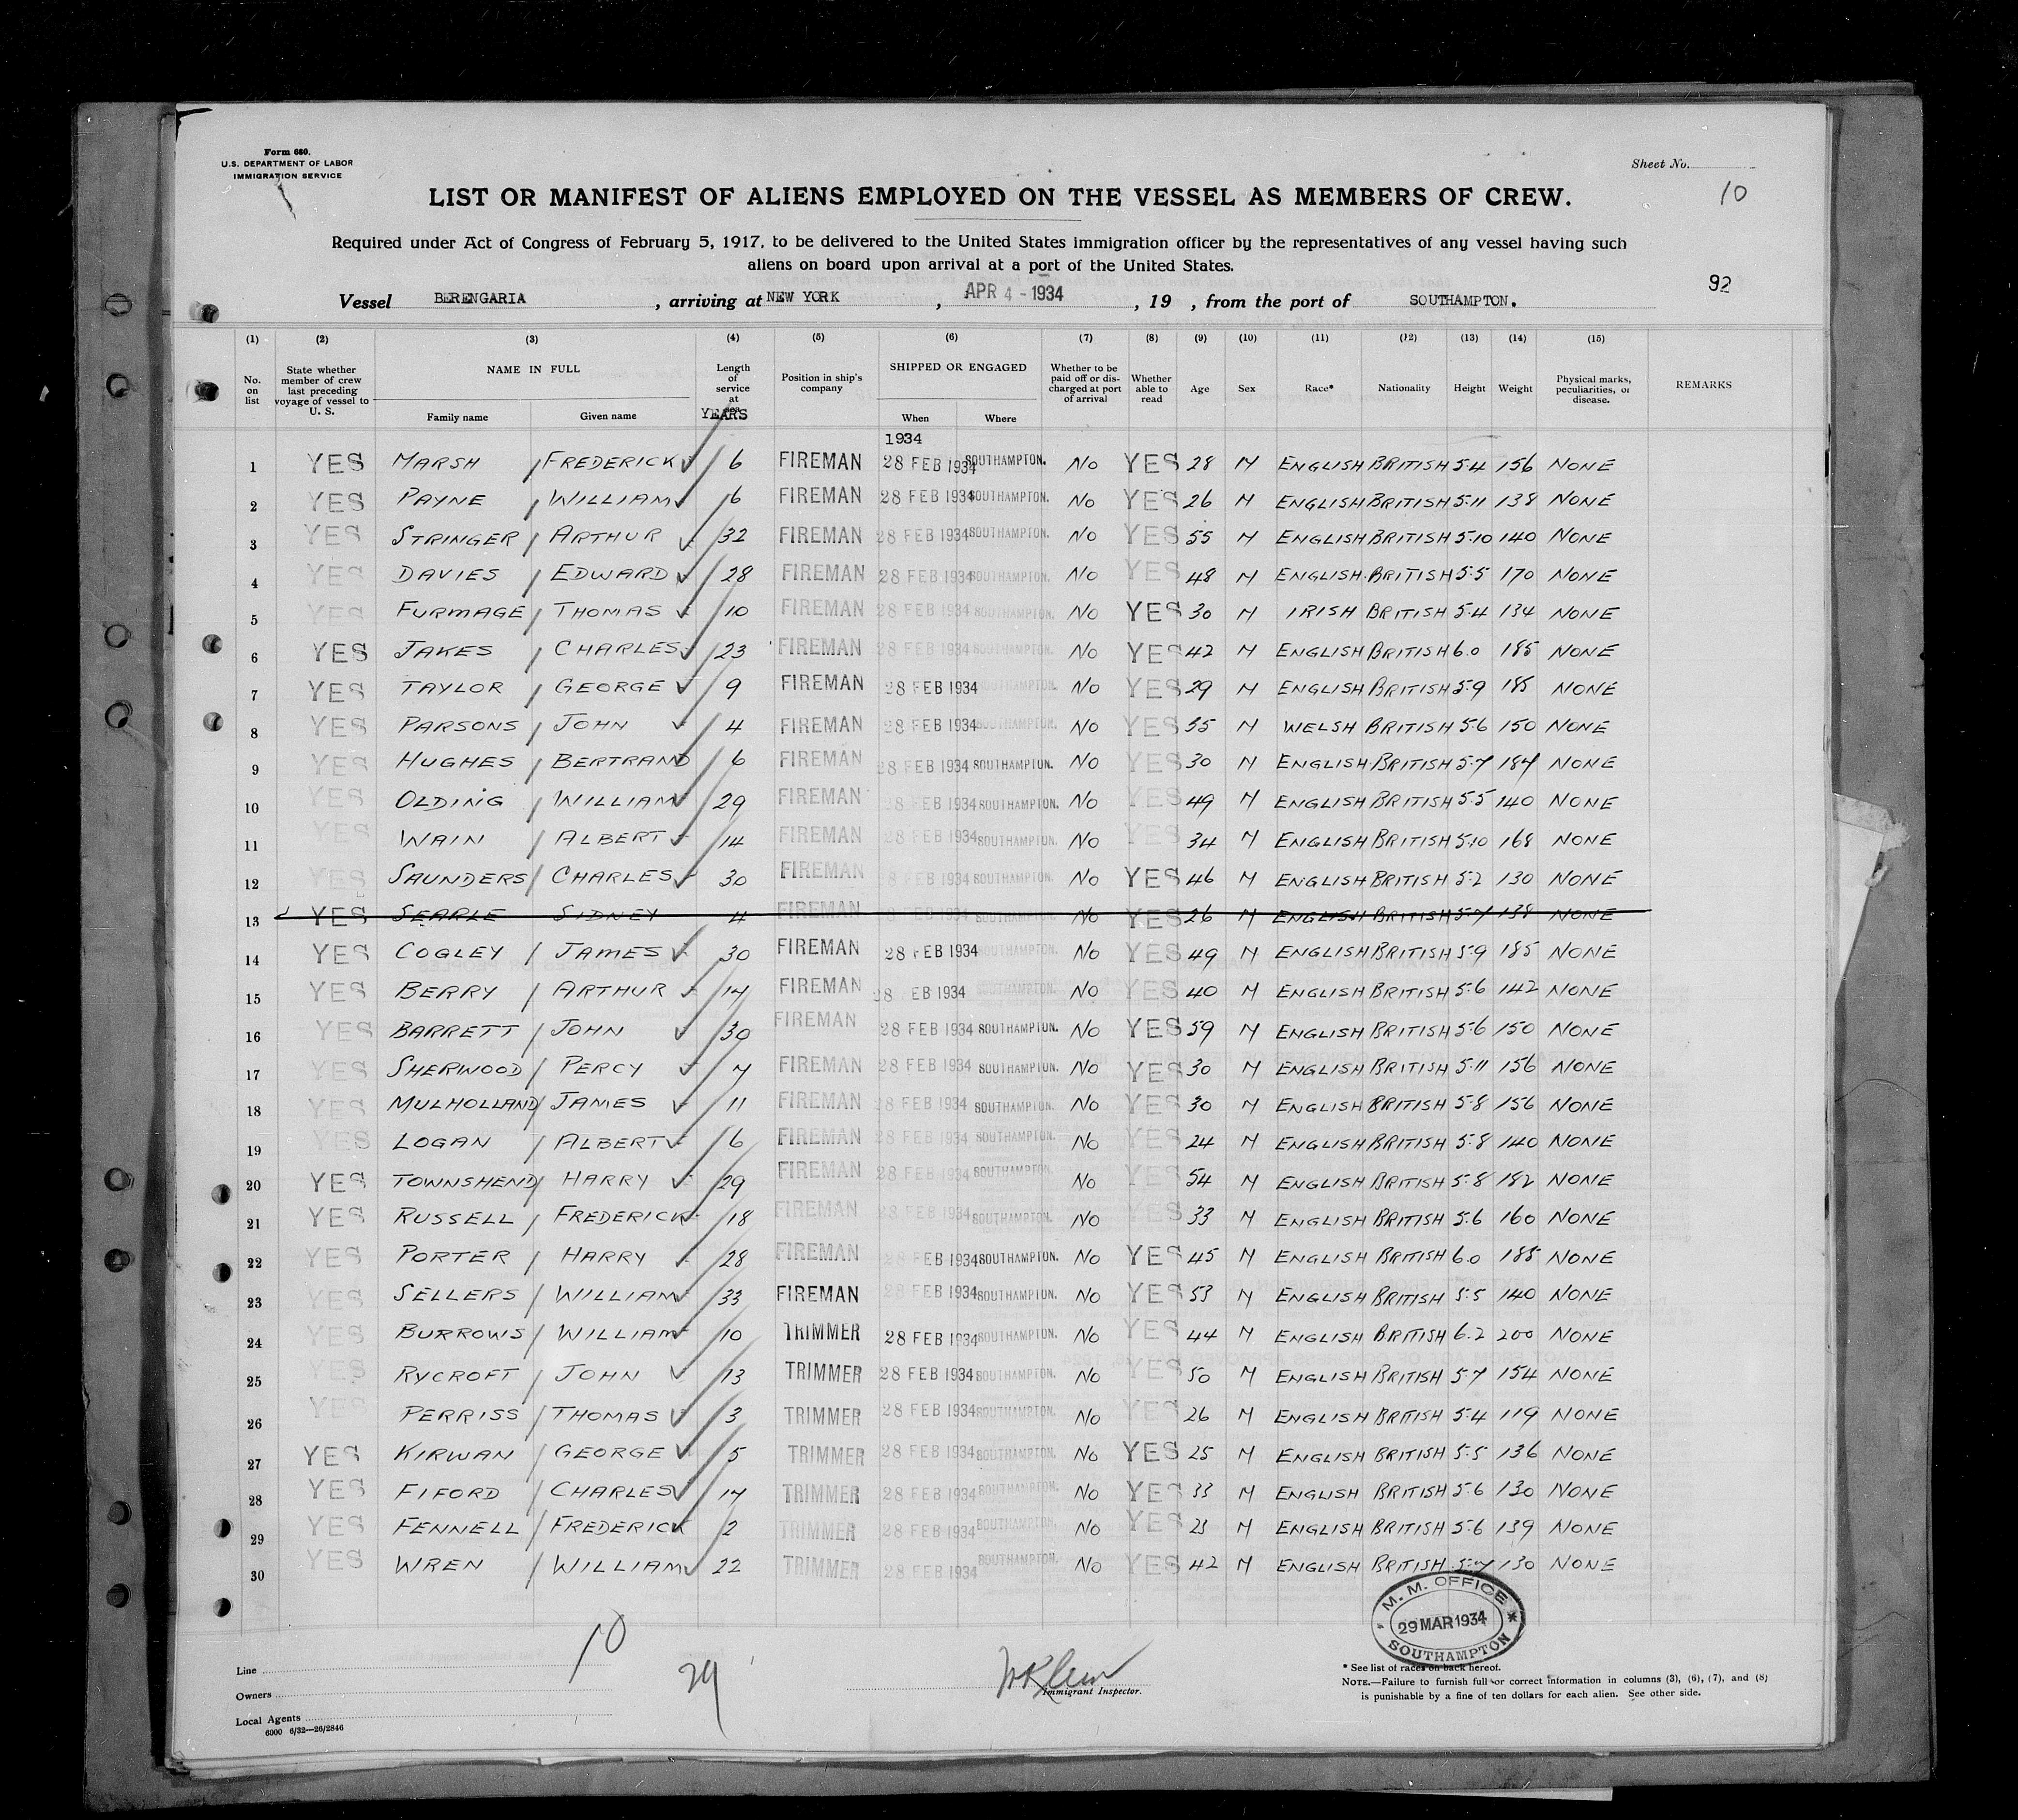 Form 680.
U.S. DEPARTMENT OF LABOR
IMMIGRATION SERVICE
Sheet No.
10
LIST OR MANIFEST OF ALIENS EMPLOYED ON THE VESSEL AS MEMBERS OF CREW.
Required under Act of Congress of February 5, 1917, to be delivered to the United States immigration officer by the representatives of any vessel having such
aliens on board upon arrival at a port of the United States.
92
Vessel BERENGARIA, arriving at NEW YORK, APR 4 - 1934, 19 , from the port of SOUTHAMPTON.
(1) (2) (3) (4) (5) (6) (7) (8) (9) (10) (11) (12) (13) (14) (15)
No. on list State whether member of crew last preceding voyage of vessel to U. S. NAME IN FULL Family name Given name Length of service at YEARS Position in ship's company SHIPPED OR ENGAGED When Where Whether to be paid off or discharged at port of arrival Whether able to read Age Sex Race* Nationality Height Weight Physical marks, peculiarities, or disease. REMARKS
1934
1 YES MARSH / FREDERICK 6 FIREMAN 28 FEB 1934 SOUTHAMPTON. No YES 28 M ENGLISH BRITISH 5.4 156 NONE
2 YES PAYNE / WILLIAM 6 FIREMAN 28 FEB 1934 SOUTHAMPTON. No YES 26 M ENGLISH BRITISH 5.11 138 NONE
3 YES STRINGER / ARTHUR 32 FIREMAN 28 FEB 1934 SOUTHAMPTON. No YES 55 M ENGLISH BRITISH 5.10 140 NONE
4 YES DAVIES / EDWARD 28 FIREMAN 28 FEB 1934 SOUTHAMPTON. No YES 48 M ENGLISH BRITISH 5.5 170 NONE
5 YES FURMAGE / THOMAS 10 FIREMAN 28 FEB 1934 SOUTHAMPTON. No YES 30 M IRISH BRITISH 5.4 134 NONE
6 YES JAKES / CHARLES 23 FIREMAN 28 FEB 1934 SOUTHAMPTON. No YES 42 M ENGLISH BRITISH 6.0 185 NONE
7 YES TAYLOR / GEORGE 9 FIREMAN 28 FEB 1934 SOUTHAMPTON. No YES 29 M ENGLISH BRITISH 5.9 185 NONE
8 YES PARSONS / JOHN 4 FIREMAN 28 FEB 1934 SOUTHAMPTON. No YES 35 M WELSH BRITISH 5.6 150 NONE
9 YES HUGHES / BERTRAND 6 FIREMAN 28 FEB 1934 SOUTHAMPTON. No YES 30 M ENGLISH BRITISH 5.7 184 NONE
10 YES OLDING / WILLIAM 29 FIREMAN 28 FEB 1934 SOUTHAMPTON. No YES 49 M ENGLISH BRITISH 5.5 140 NONE
11 YES WAIN / ALBERT 14 FIREMAN 28 FEB 1934 SOUTHAMPTON. No YES 34 M ENGLISH BRITISH 5.10 168 NONE
12 YES SAUNDERS / CHARLES 30 FIREMAN 28 FEB 1934 SOUTHAMPTON. No YES 46 M ENGLISH BRITISH 5.2 130 NONE
13 YES SEARLE SIDNEY 4 FIREMAN 28 FEB 1934 SOUTHAMPTON. No YES 26 M ENGLISH BRITISH 5.7 138 NONE
14 YES COGLEY / JAMES 30 FIREMAN 28 FEB 1934 SOUTHAMPTON. No YES 49 M ENGLISH BRITISH 5.9 185 NONE
15 YES BERRY / ARTHUR 14 FIREMAN 28 FEB 1934 SOUTHAMPTON. No YES 40 M ENGLISH BRITISH 5.6 142 NONE
16 YES BARRETT / JOHN 30 FIREMAN 28 FEB 1934 SOUTHAMPTON. No YES 59 M ENGLISH BRITISH 5.6 150 NONE
17 YES SHERWOOD / PERCY 7 FIREMAN 28 FEB 1934 SOUTHAMPTON. No YES 30 M ENGLISH BRITISH 5.11 156 NONE
18 YES MULHOLLAND / JAMES 11 FIREMAN 28 FEB 1934 SOUTHAMPTON. No YES 30 M ENGLISH BRITISH 5.8 156 NONE
19 YES LOGAN / ALBERT 6 FIREMAN 28 FEB 1934 SOUTHAMPTON. No YES 24 M ENGLISH BRITISH 5.8 140 NONE
20 YES TOWNSHEND / HARRY 29 FIREMAN 28 FEB 1934 SOUTHAMPTON. No YES 54 M ENGLISH BRITISH 5.8 182 NONE
21 YES RUSSELL / FREDERICK 18 FIREMAN 28 FEB 1934 SOUTHAMPTON. No YES 33 M ENGLISH BRITISH 5.6 160 NONE
22 YES PORTER / HARRY 28 FIREMAN 28 FEB 1934 SOUTHAMPTON. No YES 45 M ENGLISH BRITISH 6.0 188 NONE
23 YES SELLERS / WILLIAM 33 FIREMAN 28 FEB 1934 SOUTHAMPTON. No YES 53 M ENGLISH BRITISH 5.5 140 NONE
24 YES BURROWS / WILLIAM 10 TRIMMER 28 FEB 1934 SOUTHAMPTON. No YES 44 M ENGLISH BRITISH 6.2 200 NONE
25 YES RYCROFT / JOHN 13 TRIMMER 28 FEB 1934 SOUTHAMPTON. No YES 50 M ENGLISH BRITISH 5.7 154 NONE
26 YES PERRISS / THOMAS 3 TRIMMER 28 FEB 1934 SOUTHAMPTON. No YES 26 M ENGLISH BRITISH 5.4 119 NONE
27 YES KIRWAN / GEORGE 5 TRIMMER 28 FEB 1934 SOUTHAMPTON. No YES 25 M ENGLISH BRITISH 5.5 136 NONE
28 YES FIFORD / CHARLES 14 TRIMMER 28 FEB 1934 SOUTHAMPTON. No YES 33 M ENGLISH BRITISH 5.6 130 NONE
29 YES FENNELL / FREDERICK 2 TRIMMER 28 FEB 1934 SOUTHAMPTON. No YES 23 M ENGLISH BRITISH 5.6 139 NONE
30 YES WREN / WILLIAM 22 TRIMMER 28 FEB 1934 SOUTHAMPTON. No YES 42 M ENGLISH BRITISH 5.7 130 NONE
M. M. OFFICE
29 MAR 1934
SOUTHAMPTON
10
29
Line
Owners
Local Agents
6900 6/32—26/2846
Immigrant Inspector.
* See list of races on back hereof.
NOTE.—Failure to furnish full or correct information in columns (3), (6), (7), and (8)
is punishable by a fine of ten dollars for each alien. See other side.